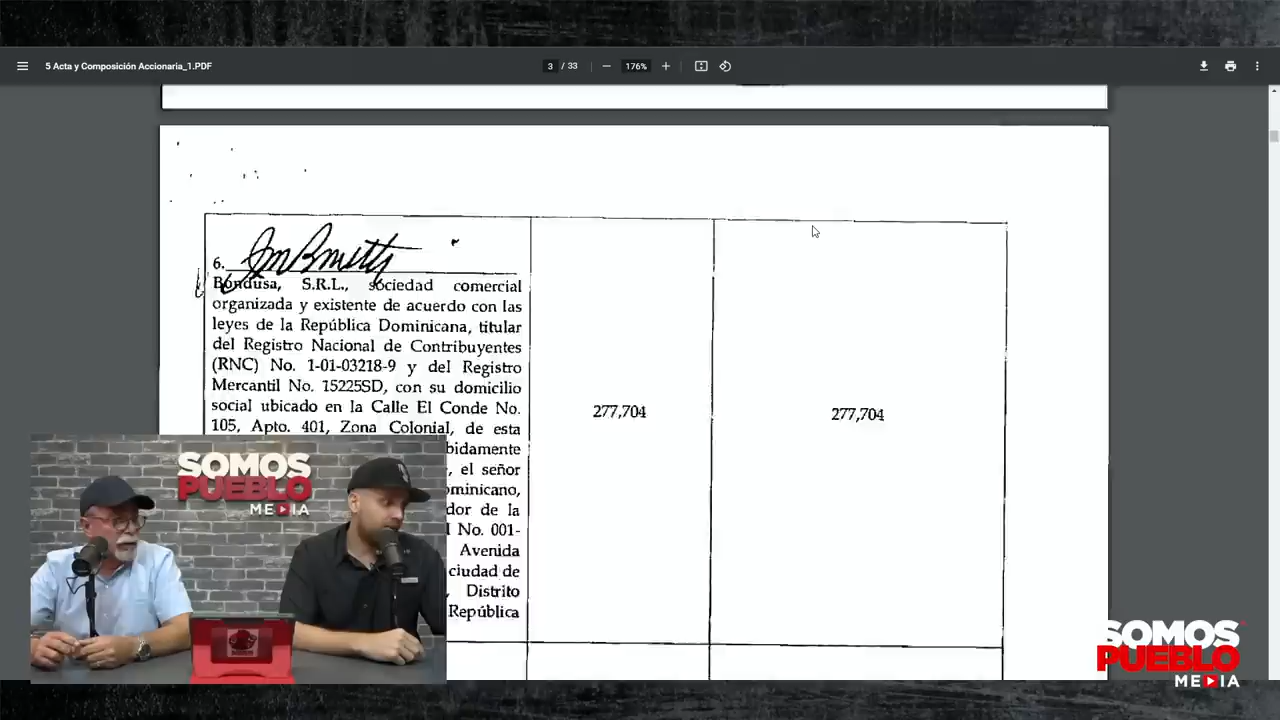 5 Acta y Composición Accionaria_1.PDF
3 / 33
176%
6.
Bondusa, S.R.L., sociedad comercial
organizada y existente de acuerdo con las
leyes de la República Dominicana, titular
del Registro Nacional de Contribuyentes
(RNC) No. 1-01-03218-9 y del Registro
Mercantil No. 15225SD, con su domicilio
social ubicado en la Calle El Conde No.
105, Apto. 401, Zona Colonial, de esta
bidamente
, el señor
ominicano,
dor de la
No. 001-
Avenida
ciudad de
, Distrito
República
277,704
277,704
SOMOS
PUEBLO
MEDIA
SOMOS
PUEBLO
MEDIA